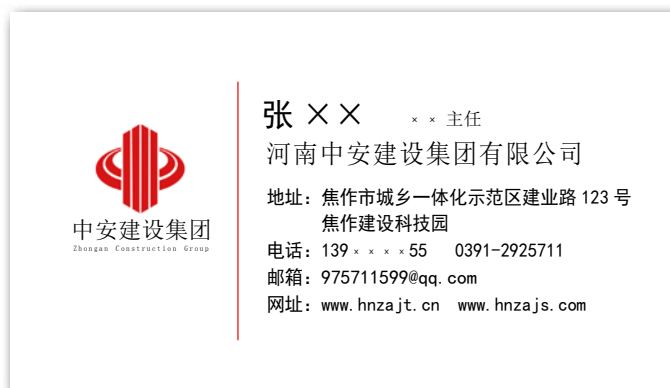 中安建设集团
Zhongan Construction Group
张 ×× ××主任
河南中安建设集团有限公司
地址：焦作市城乡一体化示范区建业路 123 号
焦作建设科技园
电话：139××××55 0391-2925711
邮箱：975711599@qq.com
网址：www.hnzajt.cn www.hnzajs.com